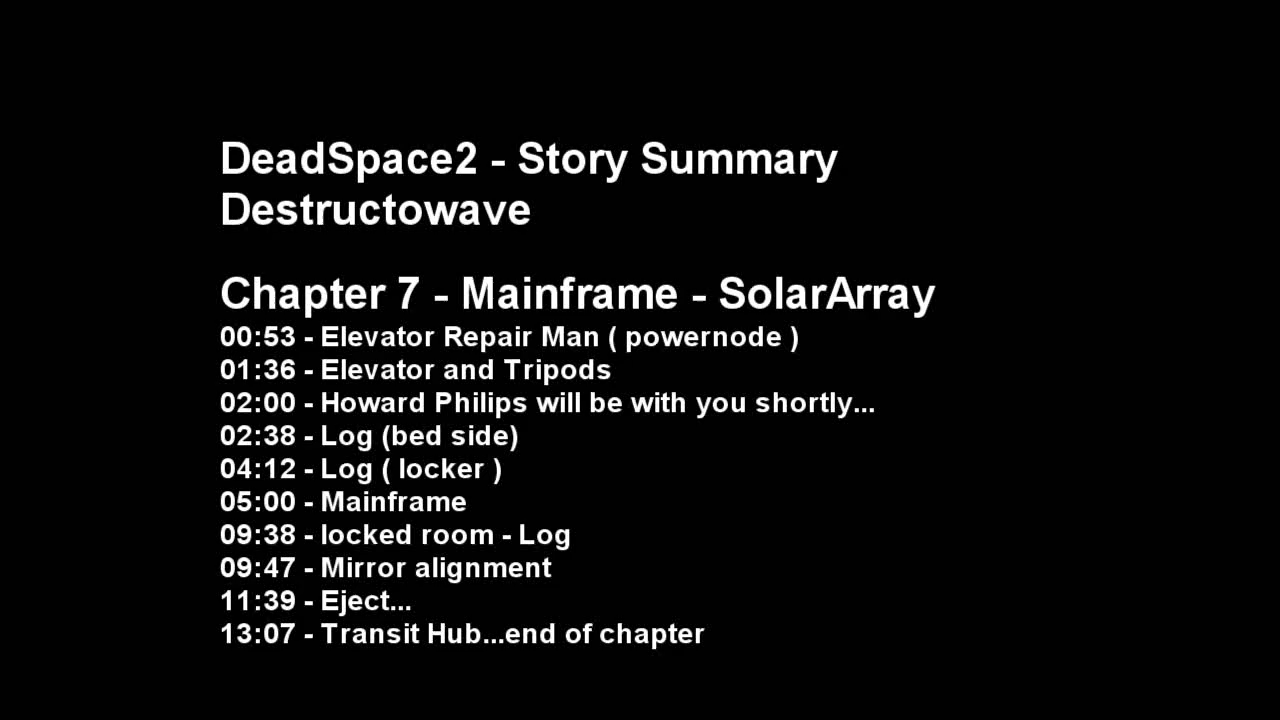 DeadSpace2 - Story Summary
Destructowave
Chapter 7 - Mainframe - SolarArray
00:53 - Elevator Repair Man ( powernode )
01:36 - Elevator and Tripods
02:00 - Howard Philips will be with you shortly...
02:38 - Log (bed side)
04:12 - Log ( locker )
05:00 - Mainframe
09:38 - locked room - Log
09:47 - Mirror alignment
11:39 - Eject...
13:07 - Transit Hub...end of chapter